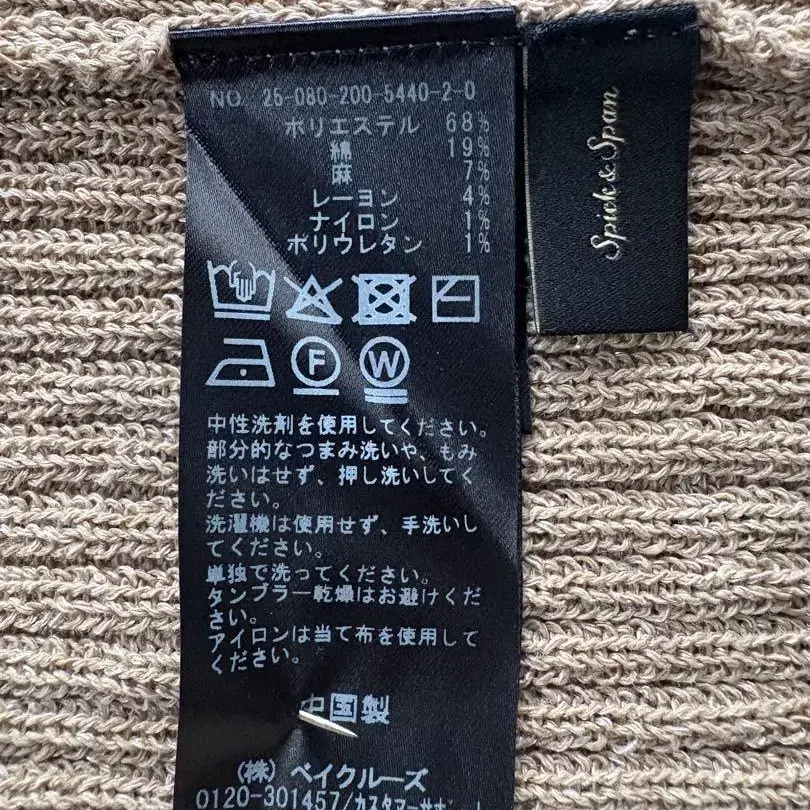 NO. 25-080-200-5440-2-0
ポリエステル 68%
綿 19%
麻 7%
レーヨン 4%
ナイロン 1%
ポリウレタン 1%
F W
中性洗剤を使用してください。
部分的なつまみ洗いや、もみ
洗いはせず、押し洗いしてく
ださい。
洗濯機は使用せず、手洗いし
てください。
単独で洗ってください。
タンブラー乾燥はお避けくだ
さい。
アイロンは当て布を使用して
ください。
中国製
(株) ベイクルーズ
0120-301457/カスタマーサポート
Spick & Span